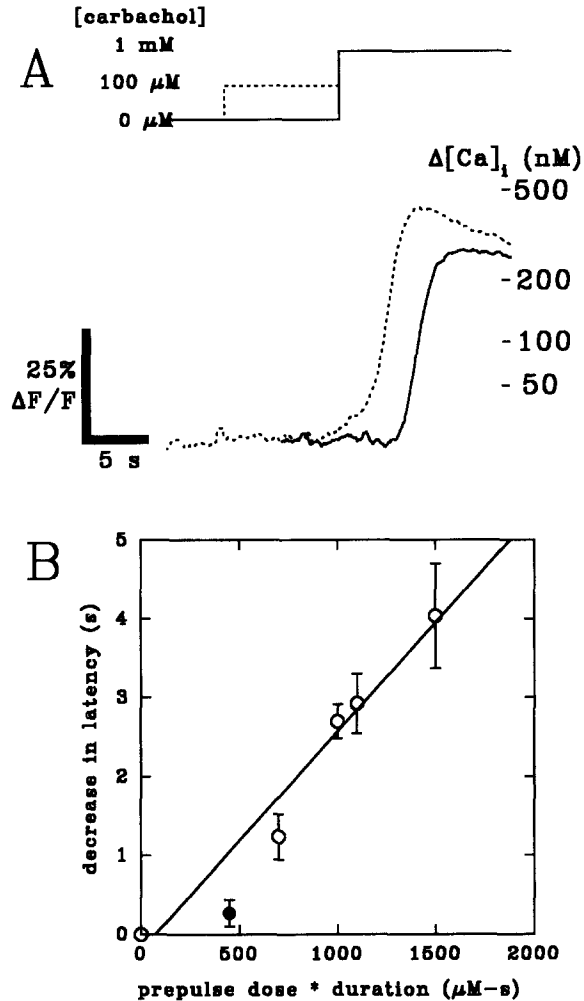 [carbachol]
A
1 mM
100 μM
0 μM
Δ[Ca]i (nM)
-500
-200
-100
-50
25%
ΔF/F
5 s
B
5
4
3
2
1
0
decrease in latency (s)
0 500 1000 1500 2000
prepulse dose * duration (μM-s)